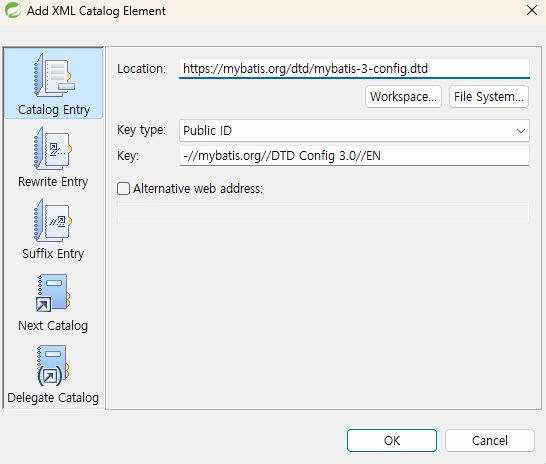 Add XML Catalog Element
Catalog Entry
Rewrite Entry
Suffix Entry
Next Catalog
Delegate Catalog
Location: https://mybatis.org/dtd/mybatis-3-config.dtd
Workspace... File System...
Key type: Public ID
Key: -//mybatis.org//DTD Config 3.0//EN
Alternative web address:
OK Cancel